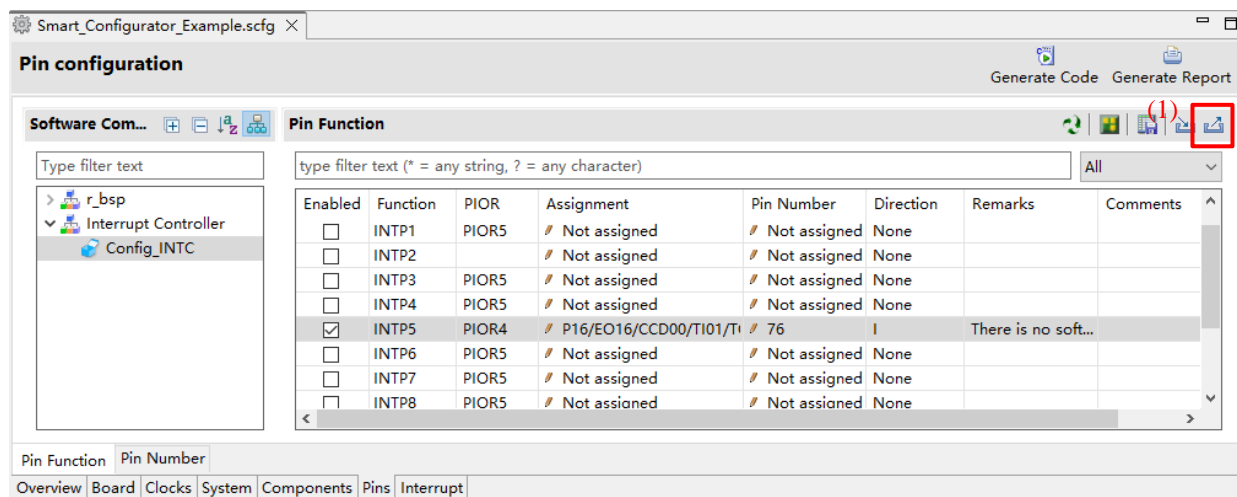 Smart_Configurator_Example.scfg
Pin configuration
Generate Code Generate Report
(1)
Software Com... Pin Function
Type filter text
type filter text (* = any string, ? = any character) All
r_bsp
Interrupt Controller
Config_INTC
Enabled Function PIOR Assignment Pin Number Direction Remarks Comments
INTP1 PIOR5 Not assigned Not assigned None
INTP2 Not assigned Not assigned None
INTP3 PIOR5 Not assigned Not assigned None
INTP4 PIOR5 Not assigned Not assigned None
INTP5 PIOR4 P16/EO16/CCD00/TI01/T 76 I There is no soft...
INTP6 PIOR5 Not assigned Not assigned None
INTP7 PIOR5 Not assigned Not assigned None
INTP8 PIOR5 Not assigned Not assigned None
Pin Function Pin Number
Overview Board Clocks System Components Pins Interrupt